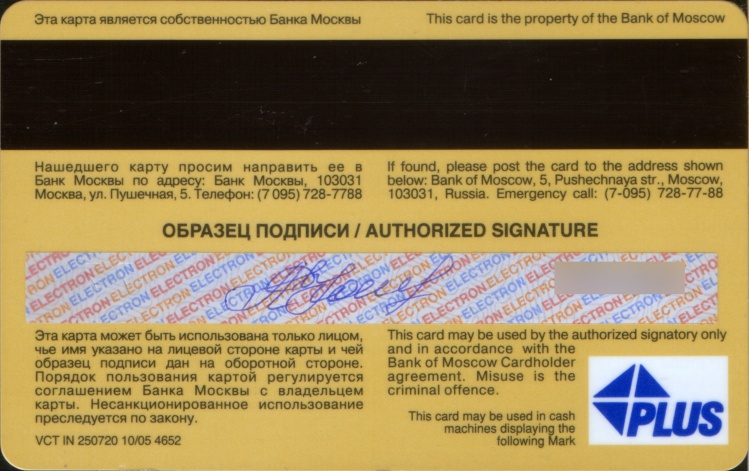 Эта карта является собственностью Банка Москвы
This card is the property of the Bank of Moscow
Нашедшего карту просим направить ее в
Банк Москвы по адресу: Банк Москвы, 103031
Москва, ул. Пушечная, 5. Телефон: (7 095) 728-7788
If found, please post the card to the address shown
below: Bank of Moscow, 5, Pushechnaya str., Moscow,
103031, Russia. Emergency call: (7-095) 728-77-88
ОБРАЗЕЦ ПОДПИСИ / AUTHORIZED SIGNATURE
ELECTRON ELECTRON ELECTRON ELECTRON ELECTRON
Эта карта может быть использована только лицом,
чье имя указано на лицевой стороне карты и чей
образец подписи дан на оборотной стороне.
Порядок пользования картой регулируется
соглашением Банка Москвы с владельцем
карты. Несанкционированное использование
преследуется по закону.
VCT IN 250720 10/05 4652
This card may be used by the authorized signatory only
and in accordance with the
Bank of Moscow Cardholder
agreement. Misuse is the
criminal offence.
This card may be used in cash
machines displaying the
following Mark
PLUS